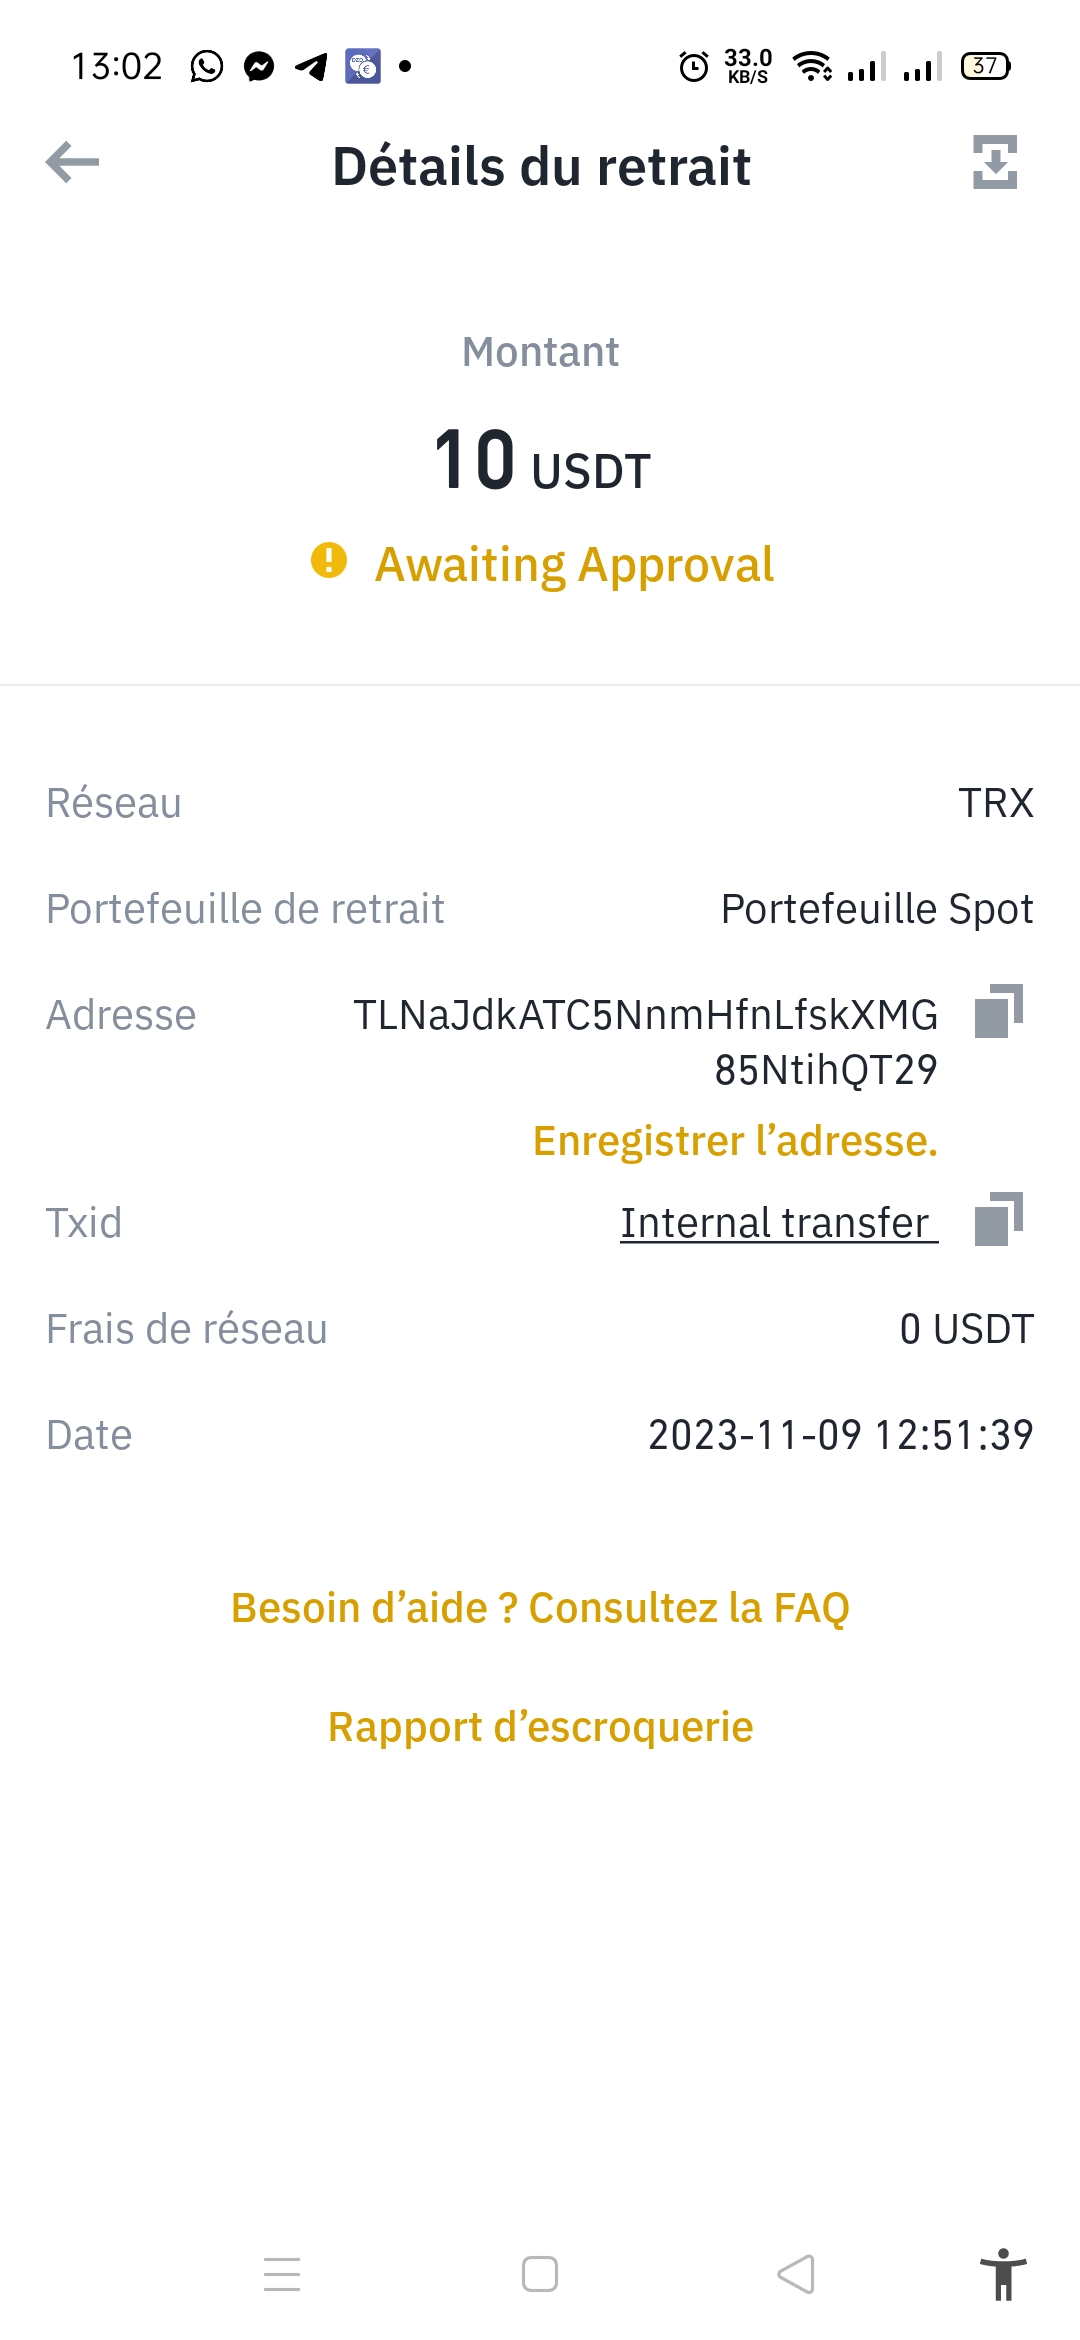 13:02
33.0
KB/S
37
Détails du retrait
Montant
10 USDT
Awaiting Approval
Réseau TRX
Portefeuille de retrait Portefeuille Spot
Adresse TLNaJdkATC5NnmHfnLfskXMG
85NtihQT29
Enregistrer l’adresse.
Txid Internal transfer
Frais de réseau 0 USDT
Date 2023-11-09 12:51:39
Besoin d’aide ? Consultez la FAQ
Rapport d’escroquerie